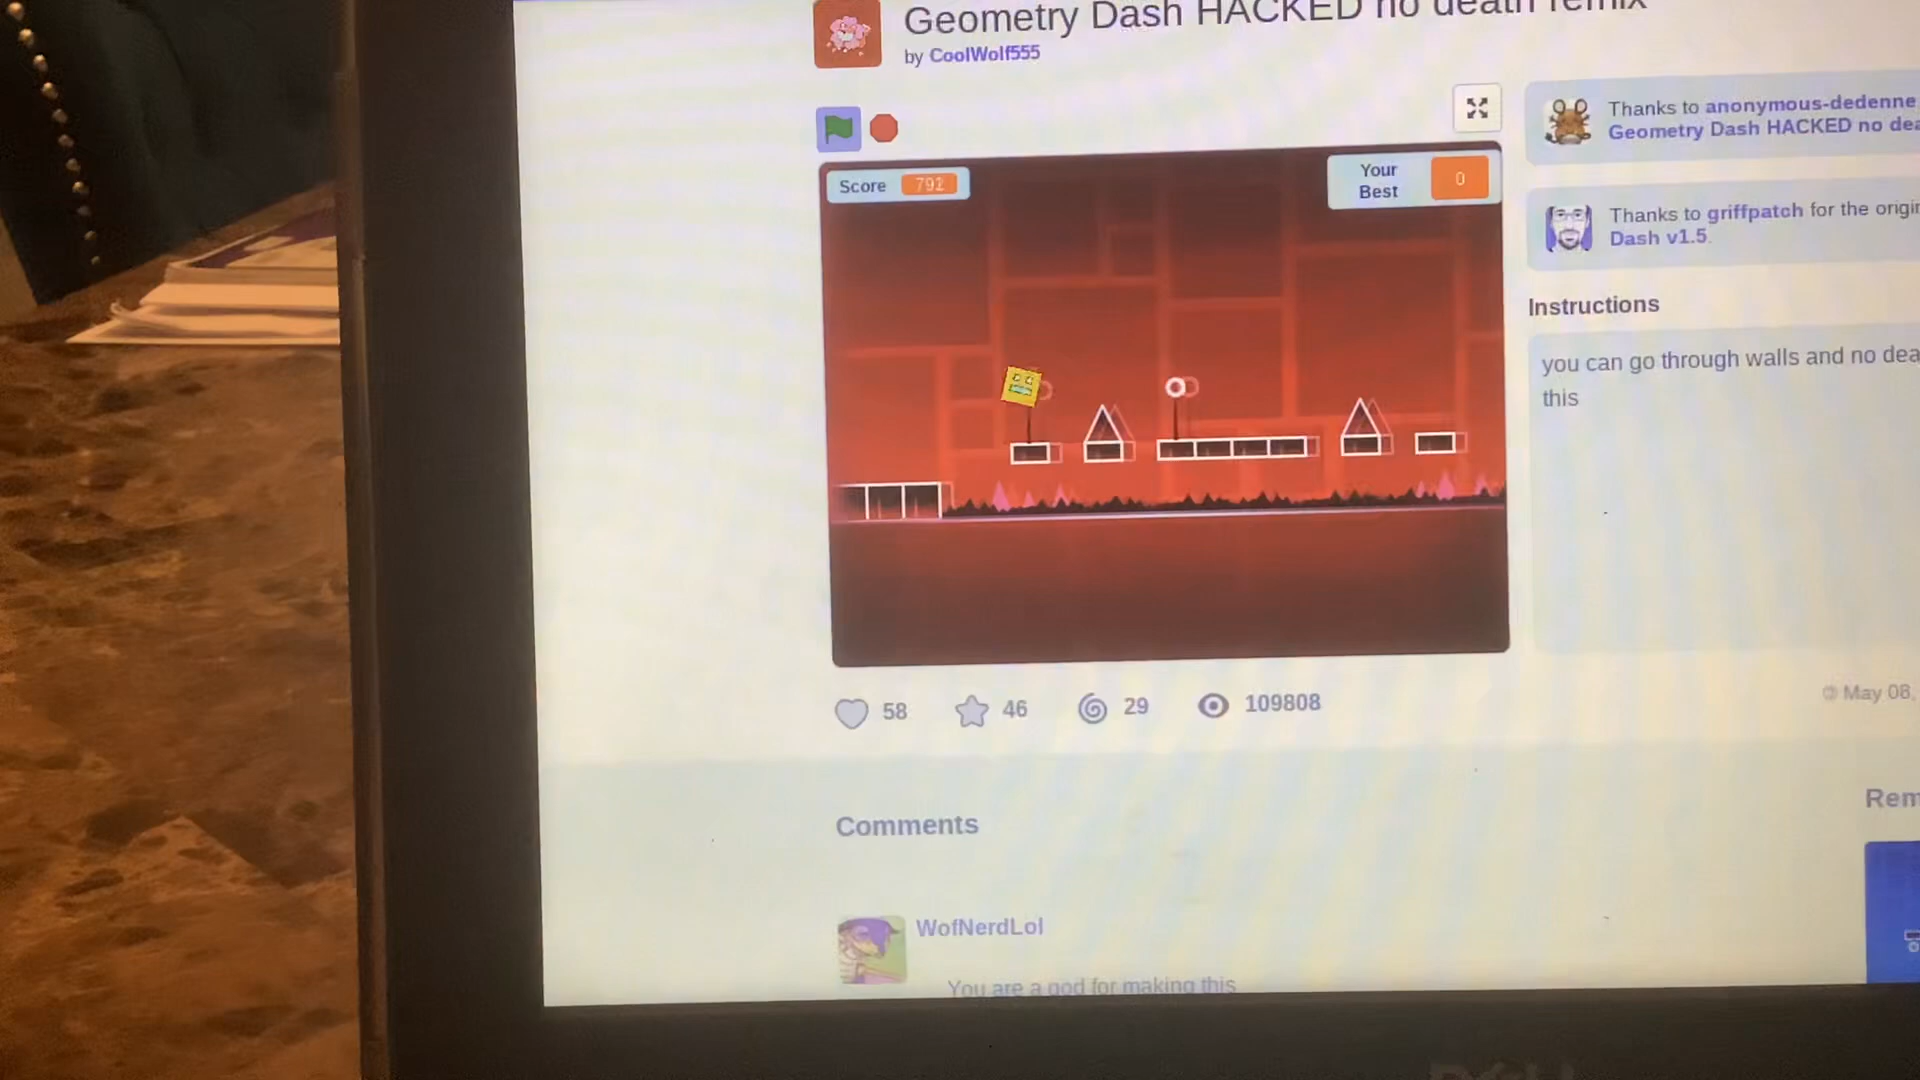 Geometry Dash HACKED no death remix
by CoolWolf555
Thanks to anonymous-dedenne
Geometry Dash HACKED no dea
Score 792
Your Best 0
Thanks to griffpatch for the origin
Dash v1.5.
Instructions
you can go through walls and no dea
this
58 46 29 109808
May 08,
Comments
Rem
WofNerdLol
You are a god for making this